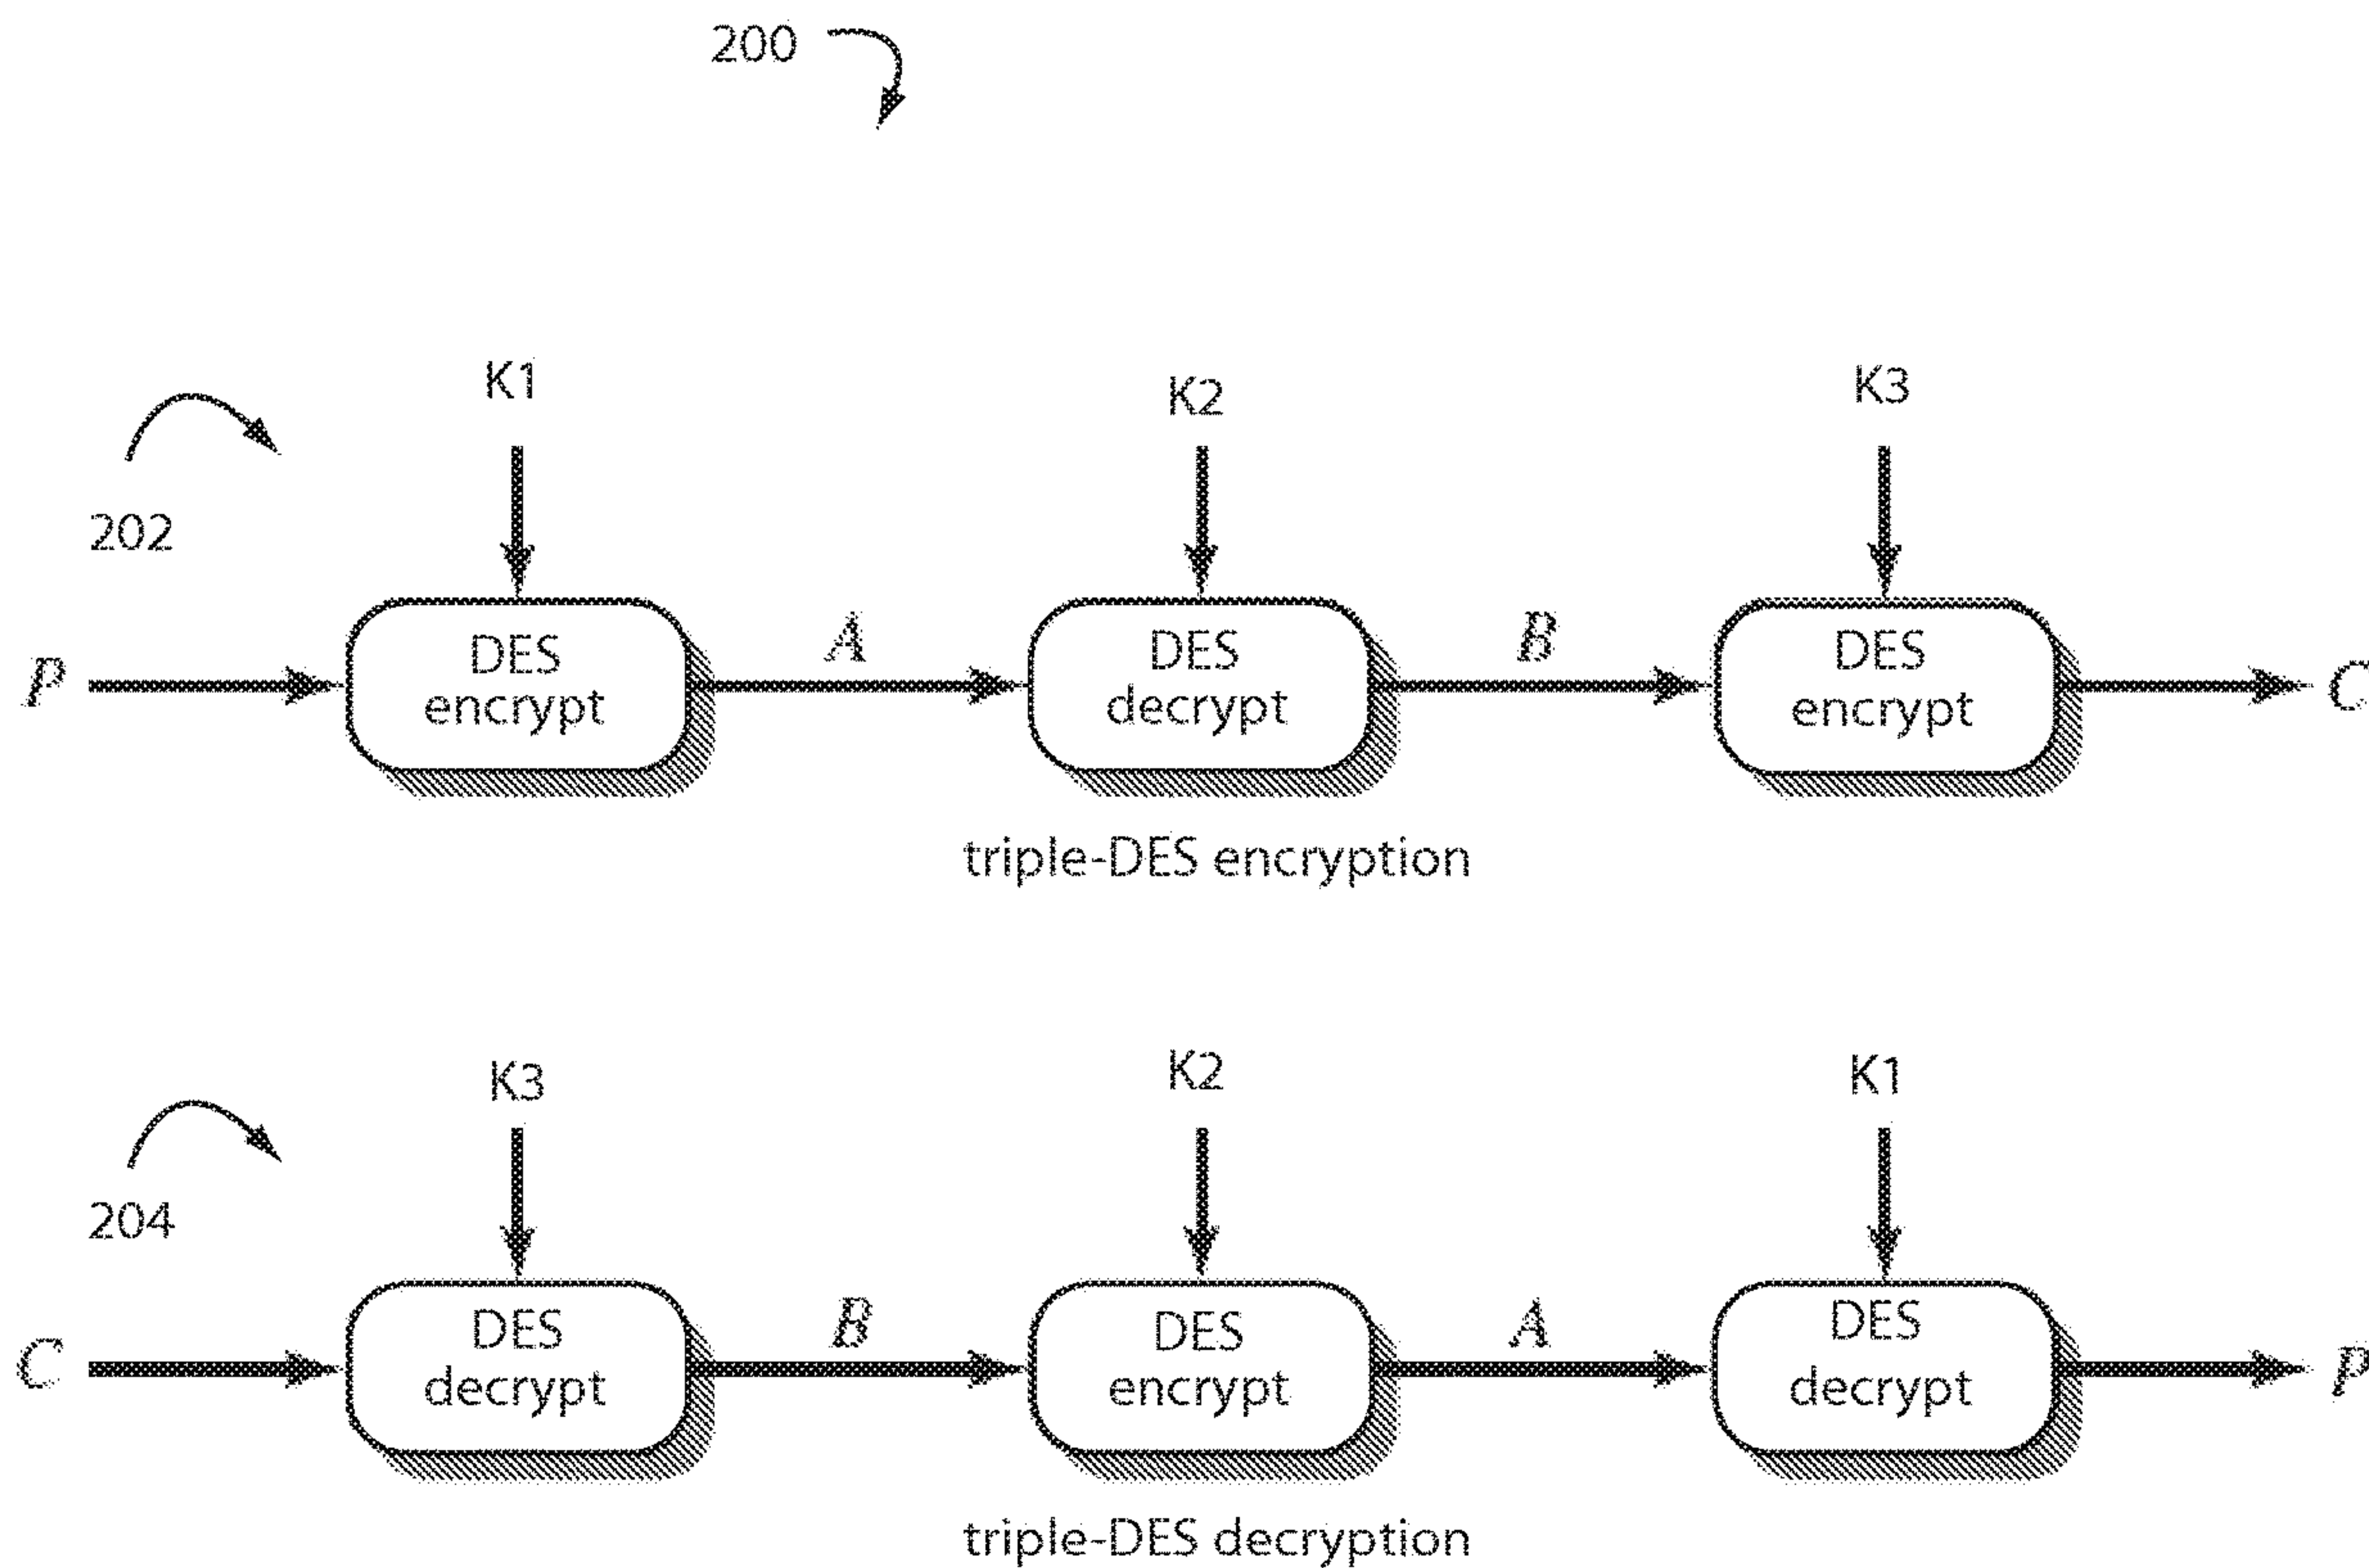 200
K1
K2
K3
202
P
DES
encrypt
A
DES
decrypt
B
DES
encrypt
C
triple-DES encryption
K3
K2
K1
204
C
DES
decrypt
B
DES
encrypt
A
DES
decrypt
P
triple-DES decryption